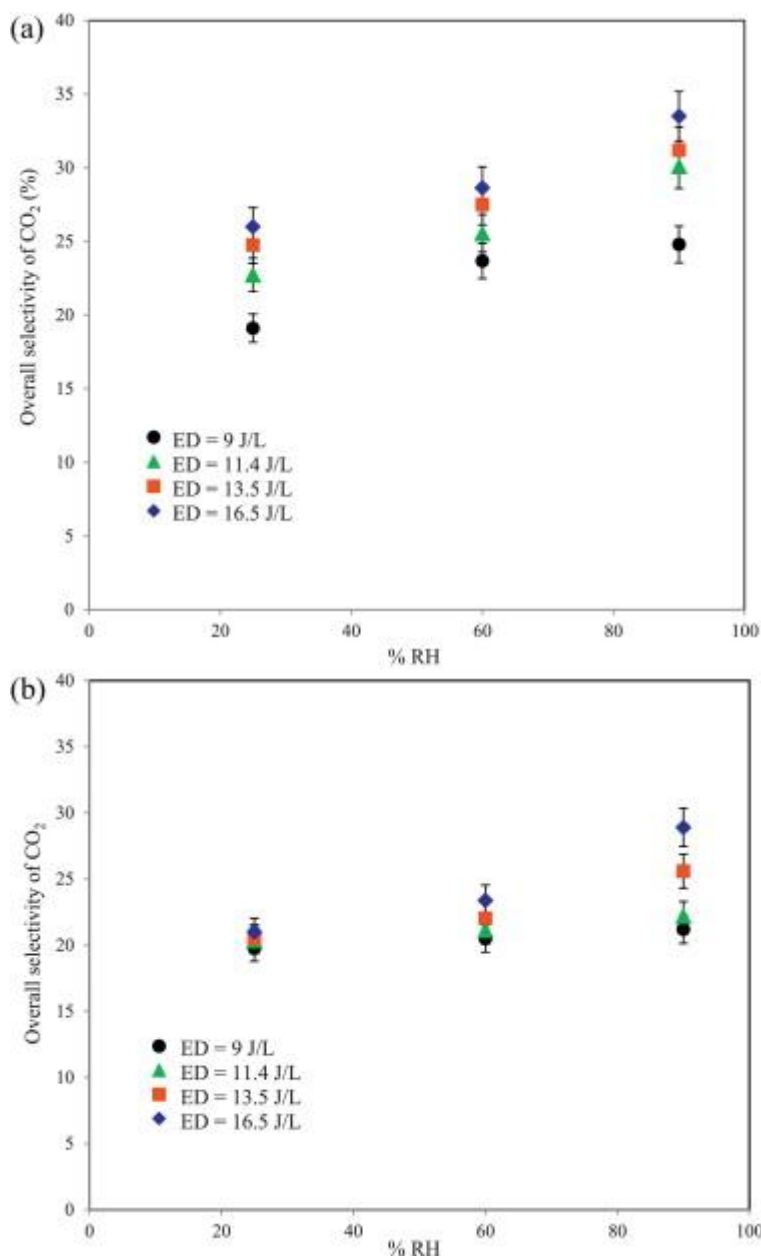 (a)
Overall selectivity of CO₂ (%)
40
35
30
25
20
15
10
5
0
ED = 9 J/L
ED = 11.4 J/L
ED = 13.5 J/L
ED = 16.5 J/L
0 20 40 60 80 100
% RH
(b)
Overall selectivity of CO₂
40
35
30
25
20
15
10
5
0
ED = 9 J/L
ED = 11.4 J/L
ED = 13.5 J/L
ED = 16.5 J/L
0 20 40 60 80 100
% RH